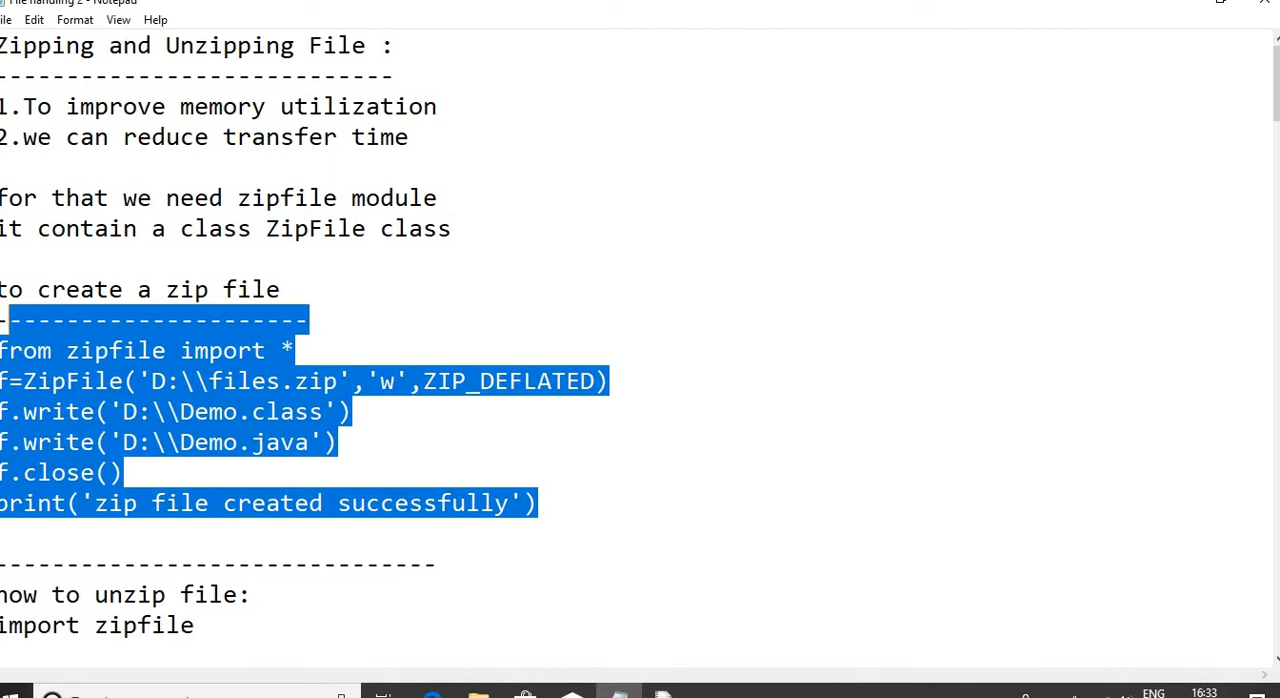 File handling 2 - Notepad
ile Edit Format View Help
Zipping and Unzipping File :
---------------------------
1.To improve memory utilization
2.we can reduce transfer time
for that we need zipfile module
it contain a class ZipFile class
to create a zip file
----------------------
from zipfile import *
f=ZipFile('D:\\files.zip','w',ZIP_DEFLATED)
f.write('D:\\Demo.class')
f.write('D:\\Demo.java')
f.close()
print('zip file created successfully')
-------------------------------
how to unzip file:
import zipfile
ENG
16:33